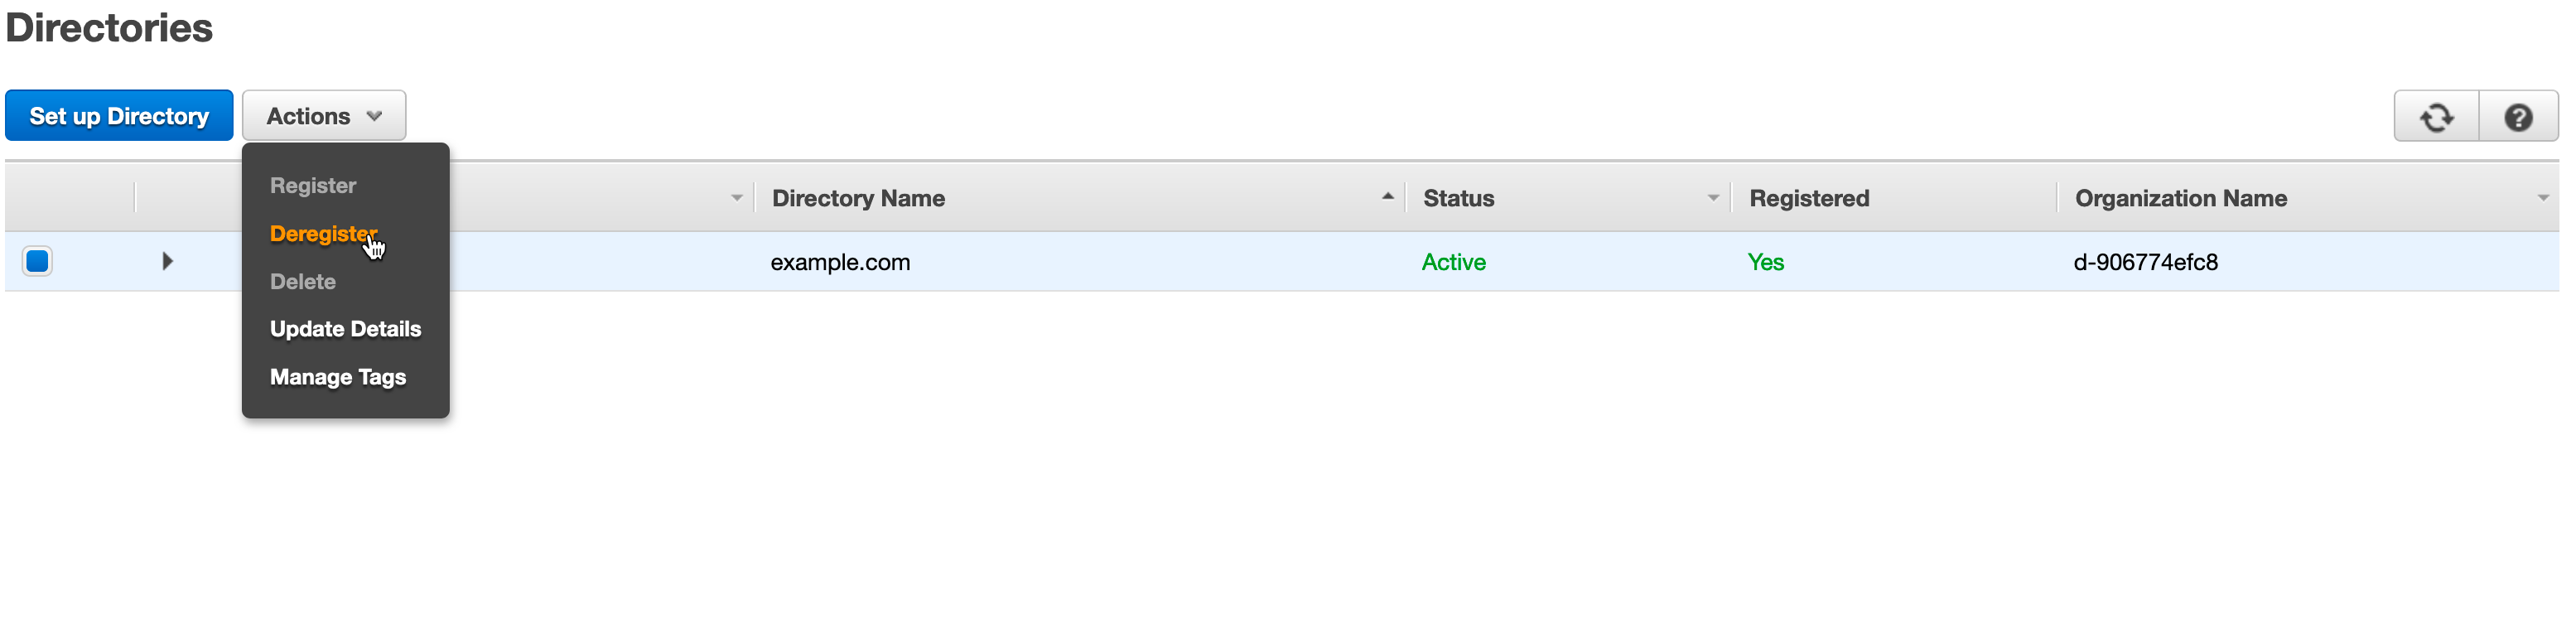 Directories
Set up Directory
Actions
?
Register
Deregister
Delete
Update Details
Manage Tags
Directory Name
Status
Registered
Organization Name
example.com
Active
Yes
d-906774efc8